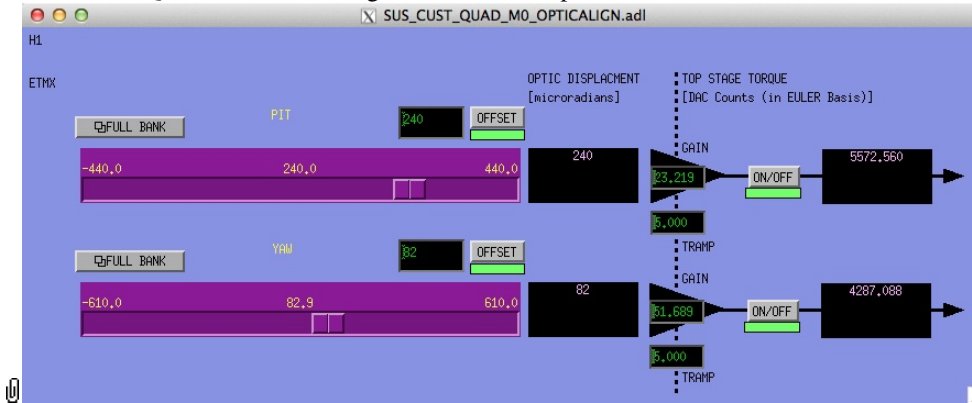 SUS_CUST_QUAD_M0_OPTICALIGN.adl
H1
ETMX
OPTIC DISPLACMENT
[microradians]
TOP STAGE TORQUE
[DAC Counts (in EULER Basis)]
FULL BANK
PIT
240
OFFSET
-440.0
240.0
440.0
240
GAIN
23.219
ON/OFF
5572.560
5.000
TRAMP
FULL BANK
YAW
82
OFFSET
-610.0
82.9
610.0
82
GAIN
51.689
ON/OFF
4287.088
5.000
TRAMP